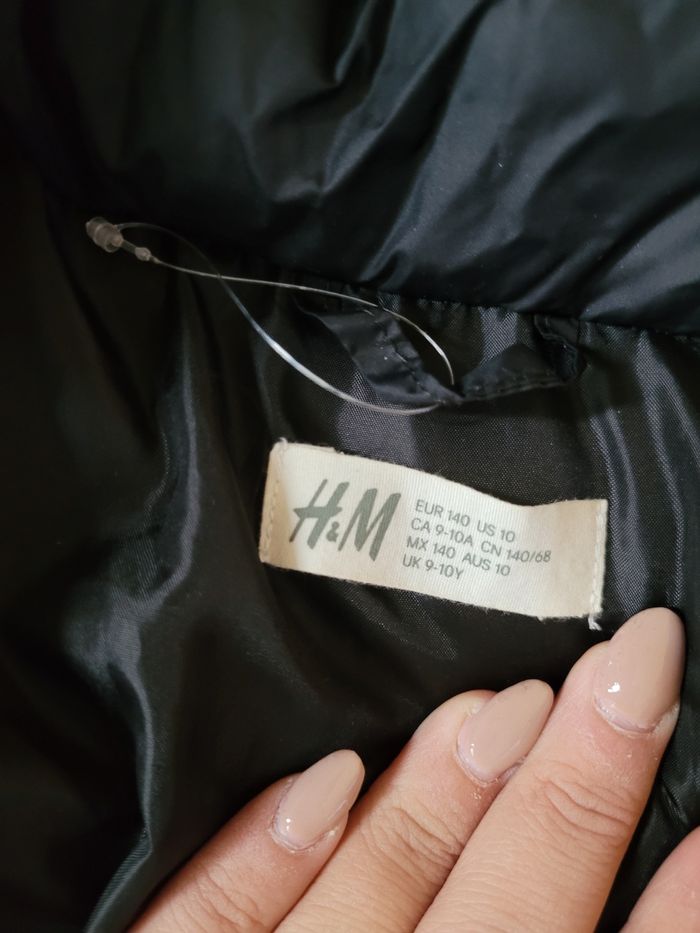 H&M
EUR 140 US 10
CA 9-10A CN 140/68
MX 140 AUS 10
UK 9-10Y